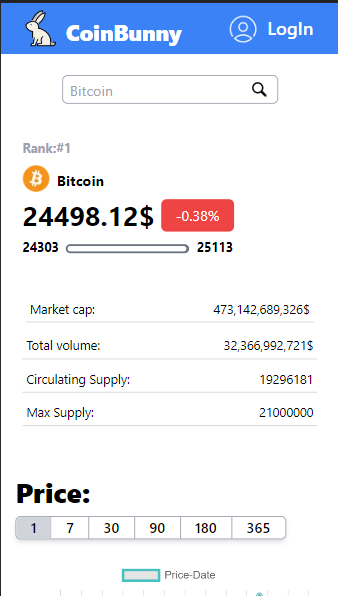 CoinBunny LogIn
Bitcoin
Rank:#1
Bitcoin
24498.12$ -0.38%
24303 25113
Market cap: 473,142,689,326$
Total volume: 32,366,992,721$
Circulating Supply: 19296181
Max Supply: 21000000
Price:
1 7 30 90 180 365
Price-Date